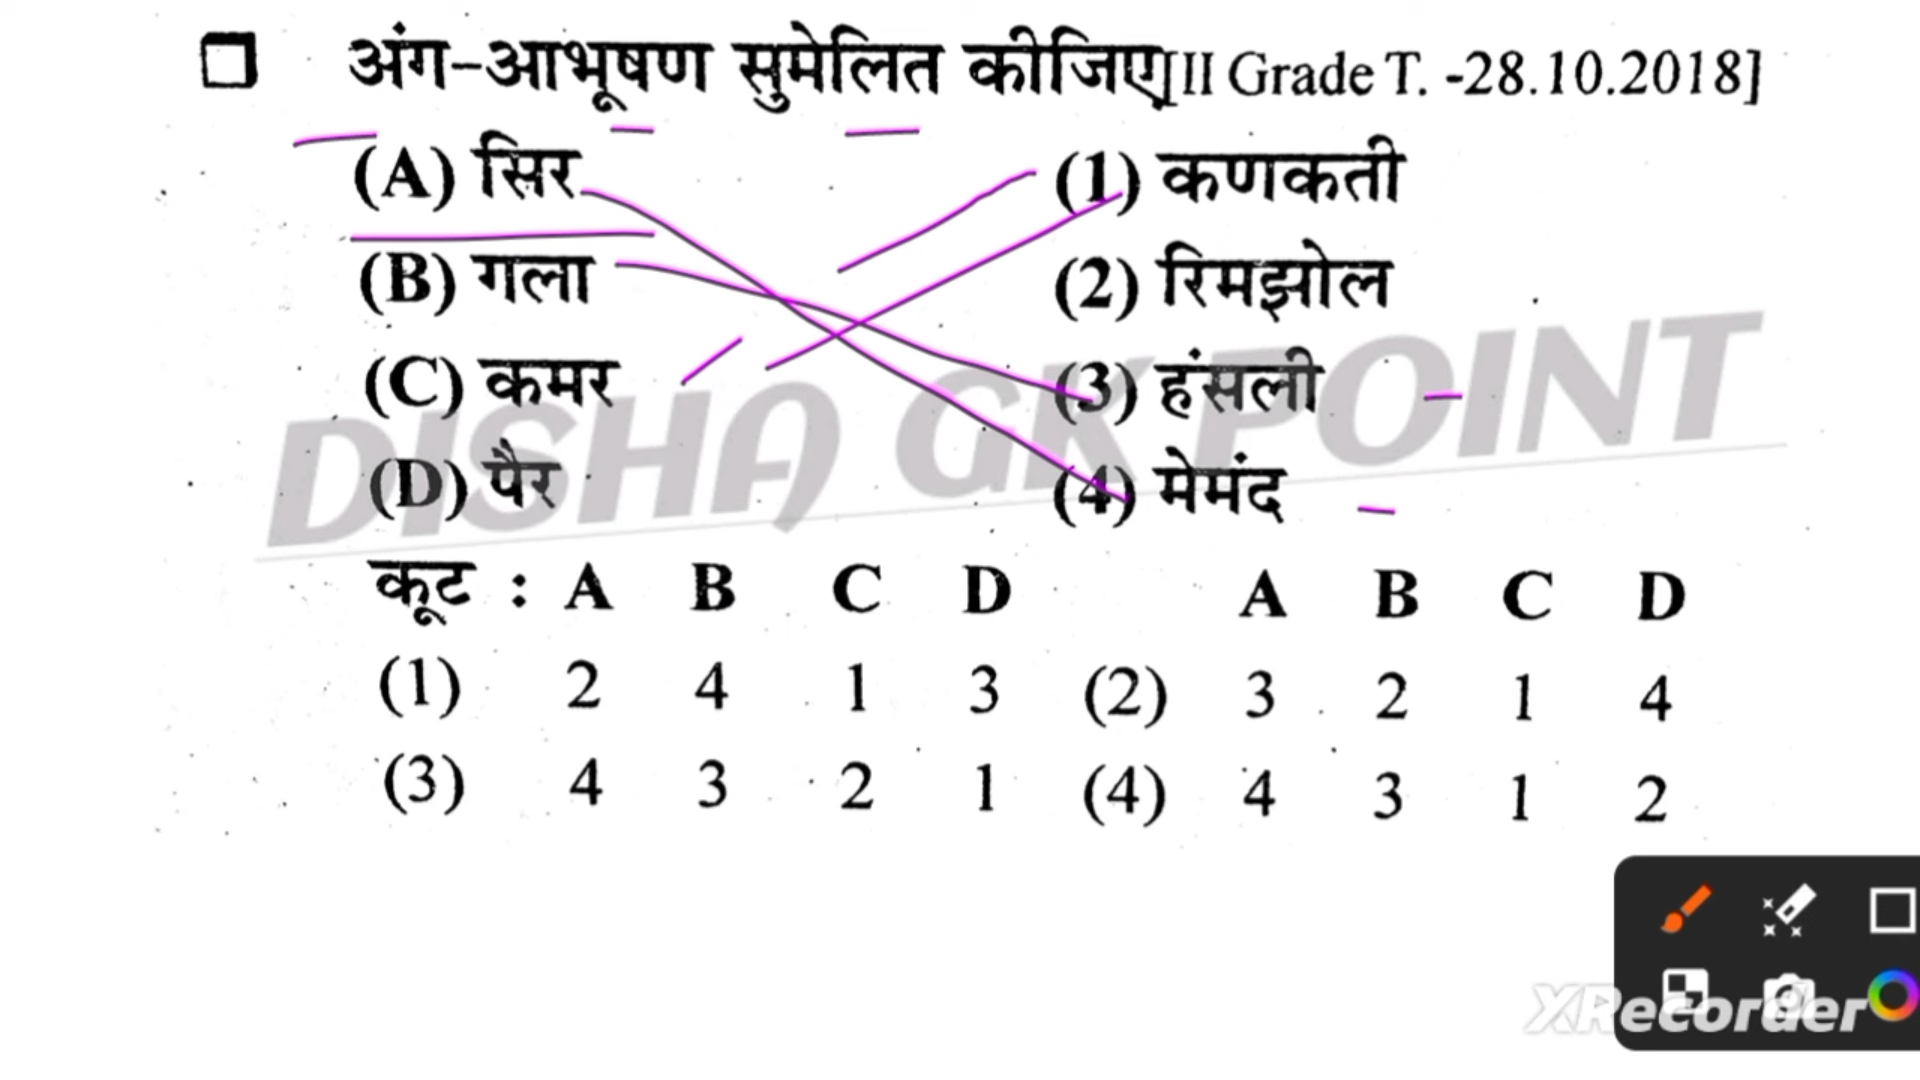 अंग-आभूषण सुमेलित कीजिए[II Grade T. -28.10.2018]
(A) सिर (1) कणकती
(B) गला (2) रिमझोल
(C) कमर (3) हंसली
(D) पैर (4) मेमंद
DISHA GK POINT
कूट : A B C D A B C D
(1) 2 4 1 3 (2) 3 2 1 4
(3) 4 3 2 1 (4) 4 3 1 2
XRecorder